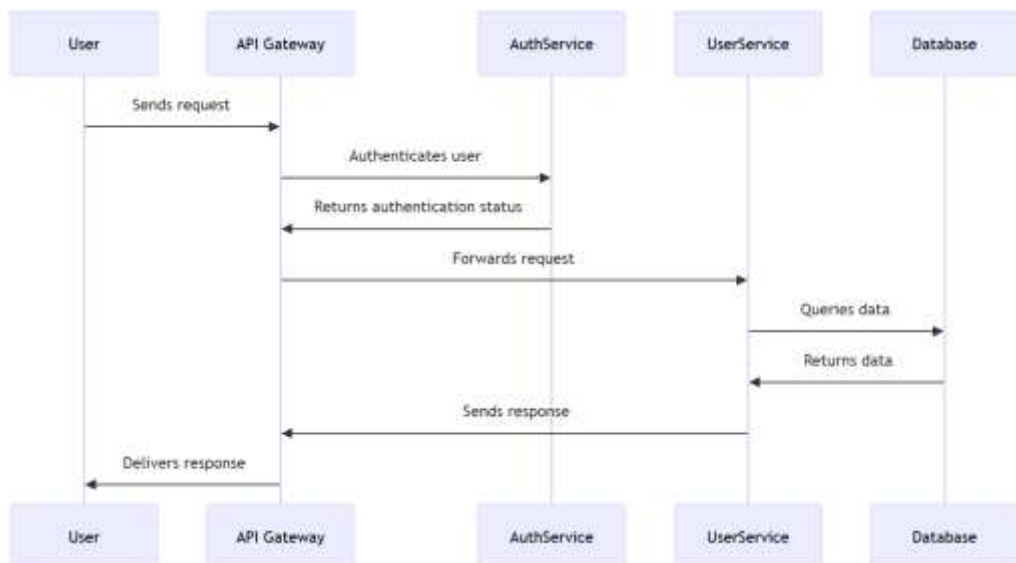 User API Gateway AuthService UserService Database
Sends request
Authenticates user
Returns authentication status
Forwards request
Queries data
Returns data
Sends response
Delivers response
User API Gateway AuthService UserService Database